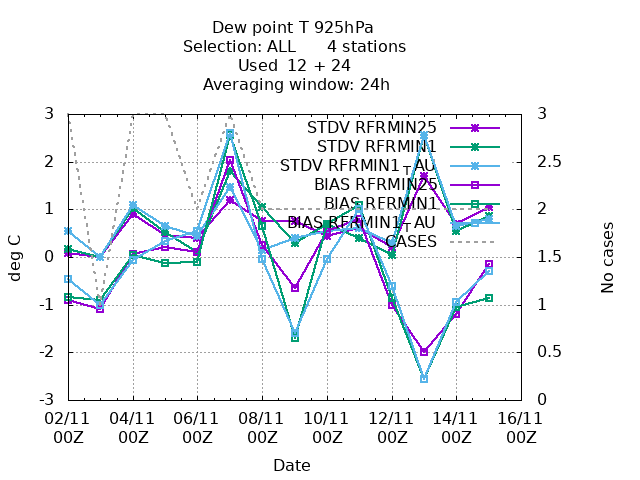 Dew point T 925hPa
Selection: ALL 4 stations
Used 12 + 24
Averaging window: 24h
3 3
STDV RFRMIN25
STDV RFRMIN1
2 2.5
STDV RFRMIN1_AU
BIAS RFRMIN25
BIAS RFRMIN1
1 2
BIAS RFRMIN1_AU
CASES
0 1.5
-1 1
-2 0.5
-3 0
deg C
No cases
02/11 04/11 06/11 08/11 10/11 12/11 14/11 16/11
00Z 00Z 00Z 00Z 00Z 00Z 00Z 00Z
Date